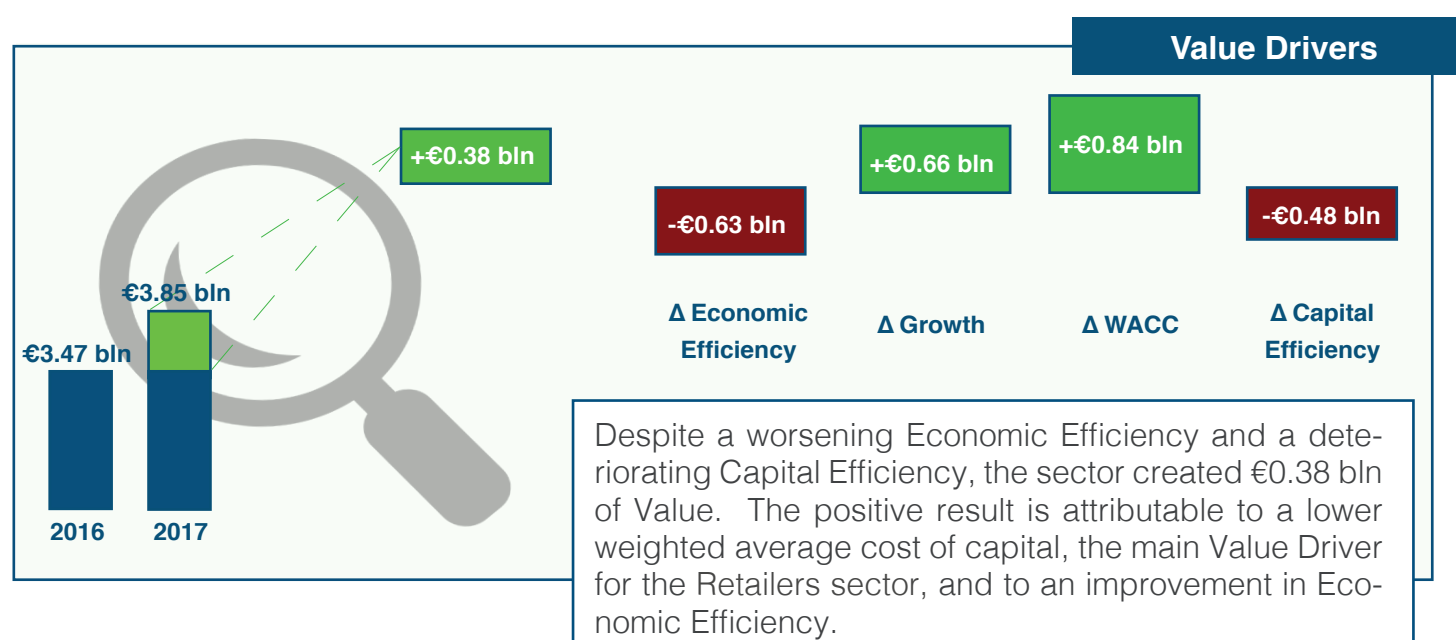 Value Drivers
+€0.38 bln
-€0.63 bln
+€0.66 bln
+€0.84 bln
-€0.48 bln
Δ Economic
Efficiency
Δ Growth
Δ WACC
Δ Capital
Efficiency
€3.85 bln
€3.47 bln
2016
2017
Despite a worsening Economic Efficiency and a dete-
riorating Capital Efficiency, the sector created €0.38 bln
of Value. The positive result is attributable to a lower
weighted average cost of capital, the main Value Driver
for the Retailers sector, and to an improvement in Eco-
nomic Efficiency.